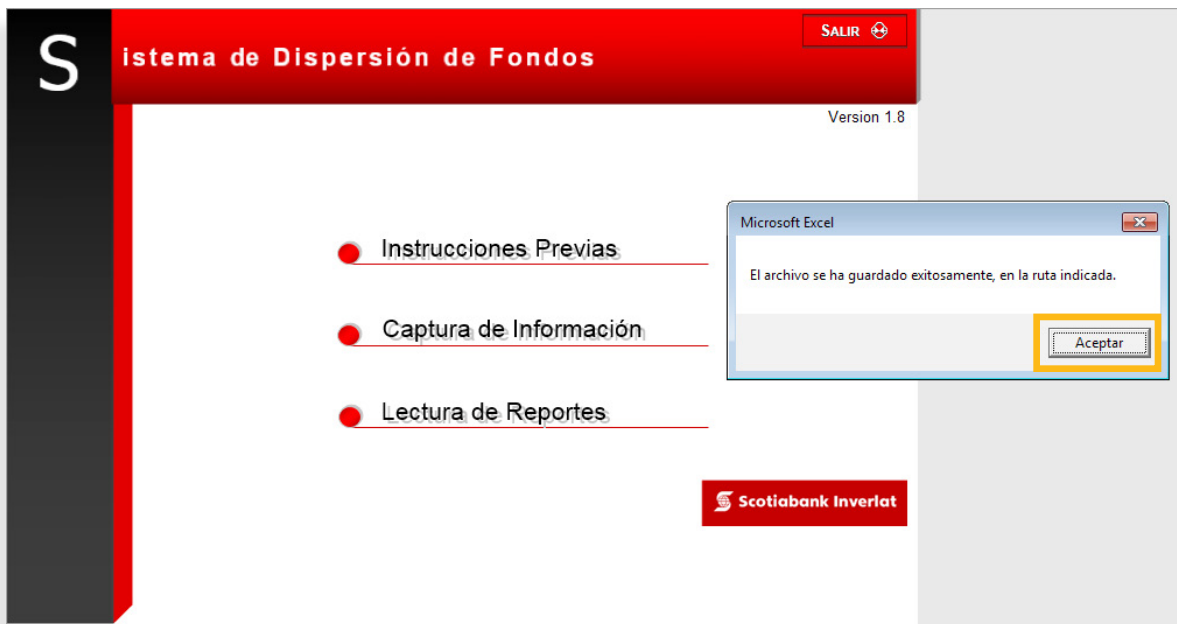 SALIR
Sistema de Dispersión de Fondos
Version 1.8
Instrucciones Previas
Captura de Información
Lectura de Reportes
Microsoft Excel
El archivo se ha guardado exitosamente, en la ruta indicada.
Aceptar
Scotiabank Inverlat